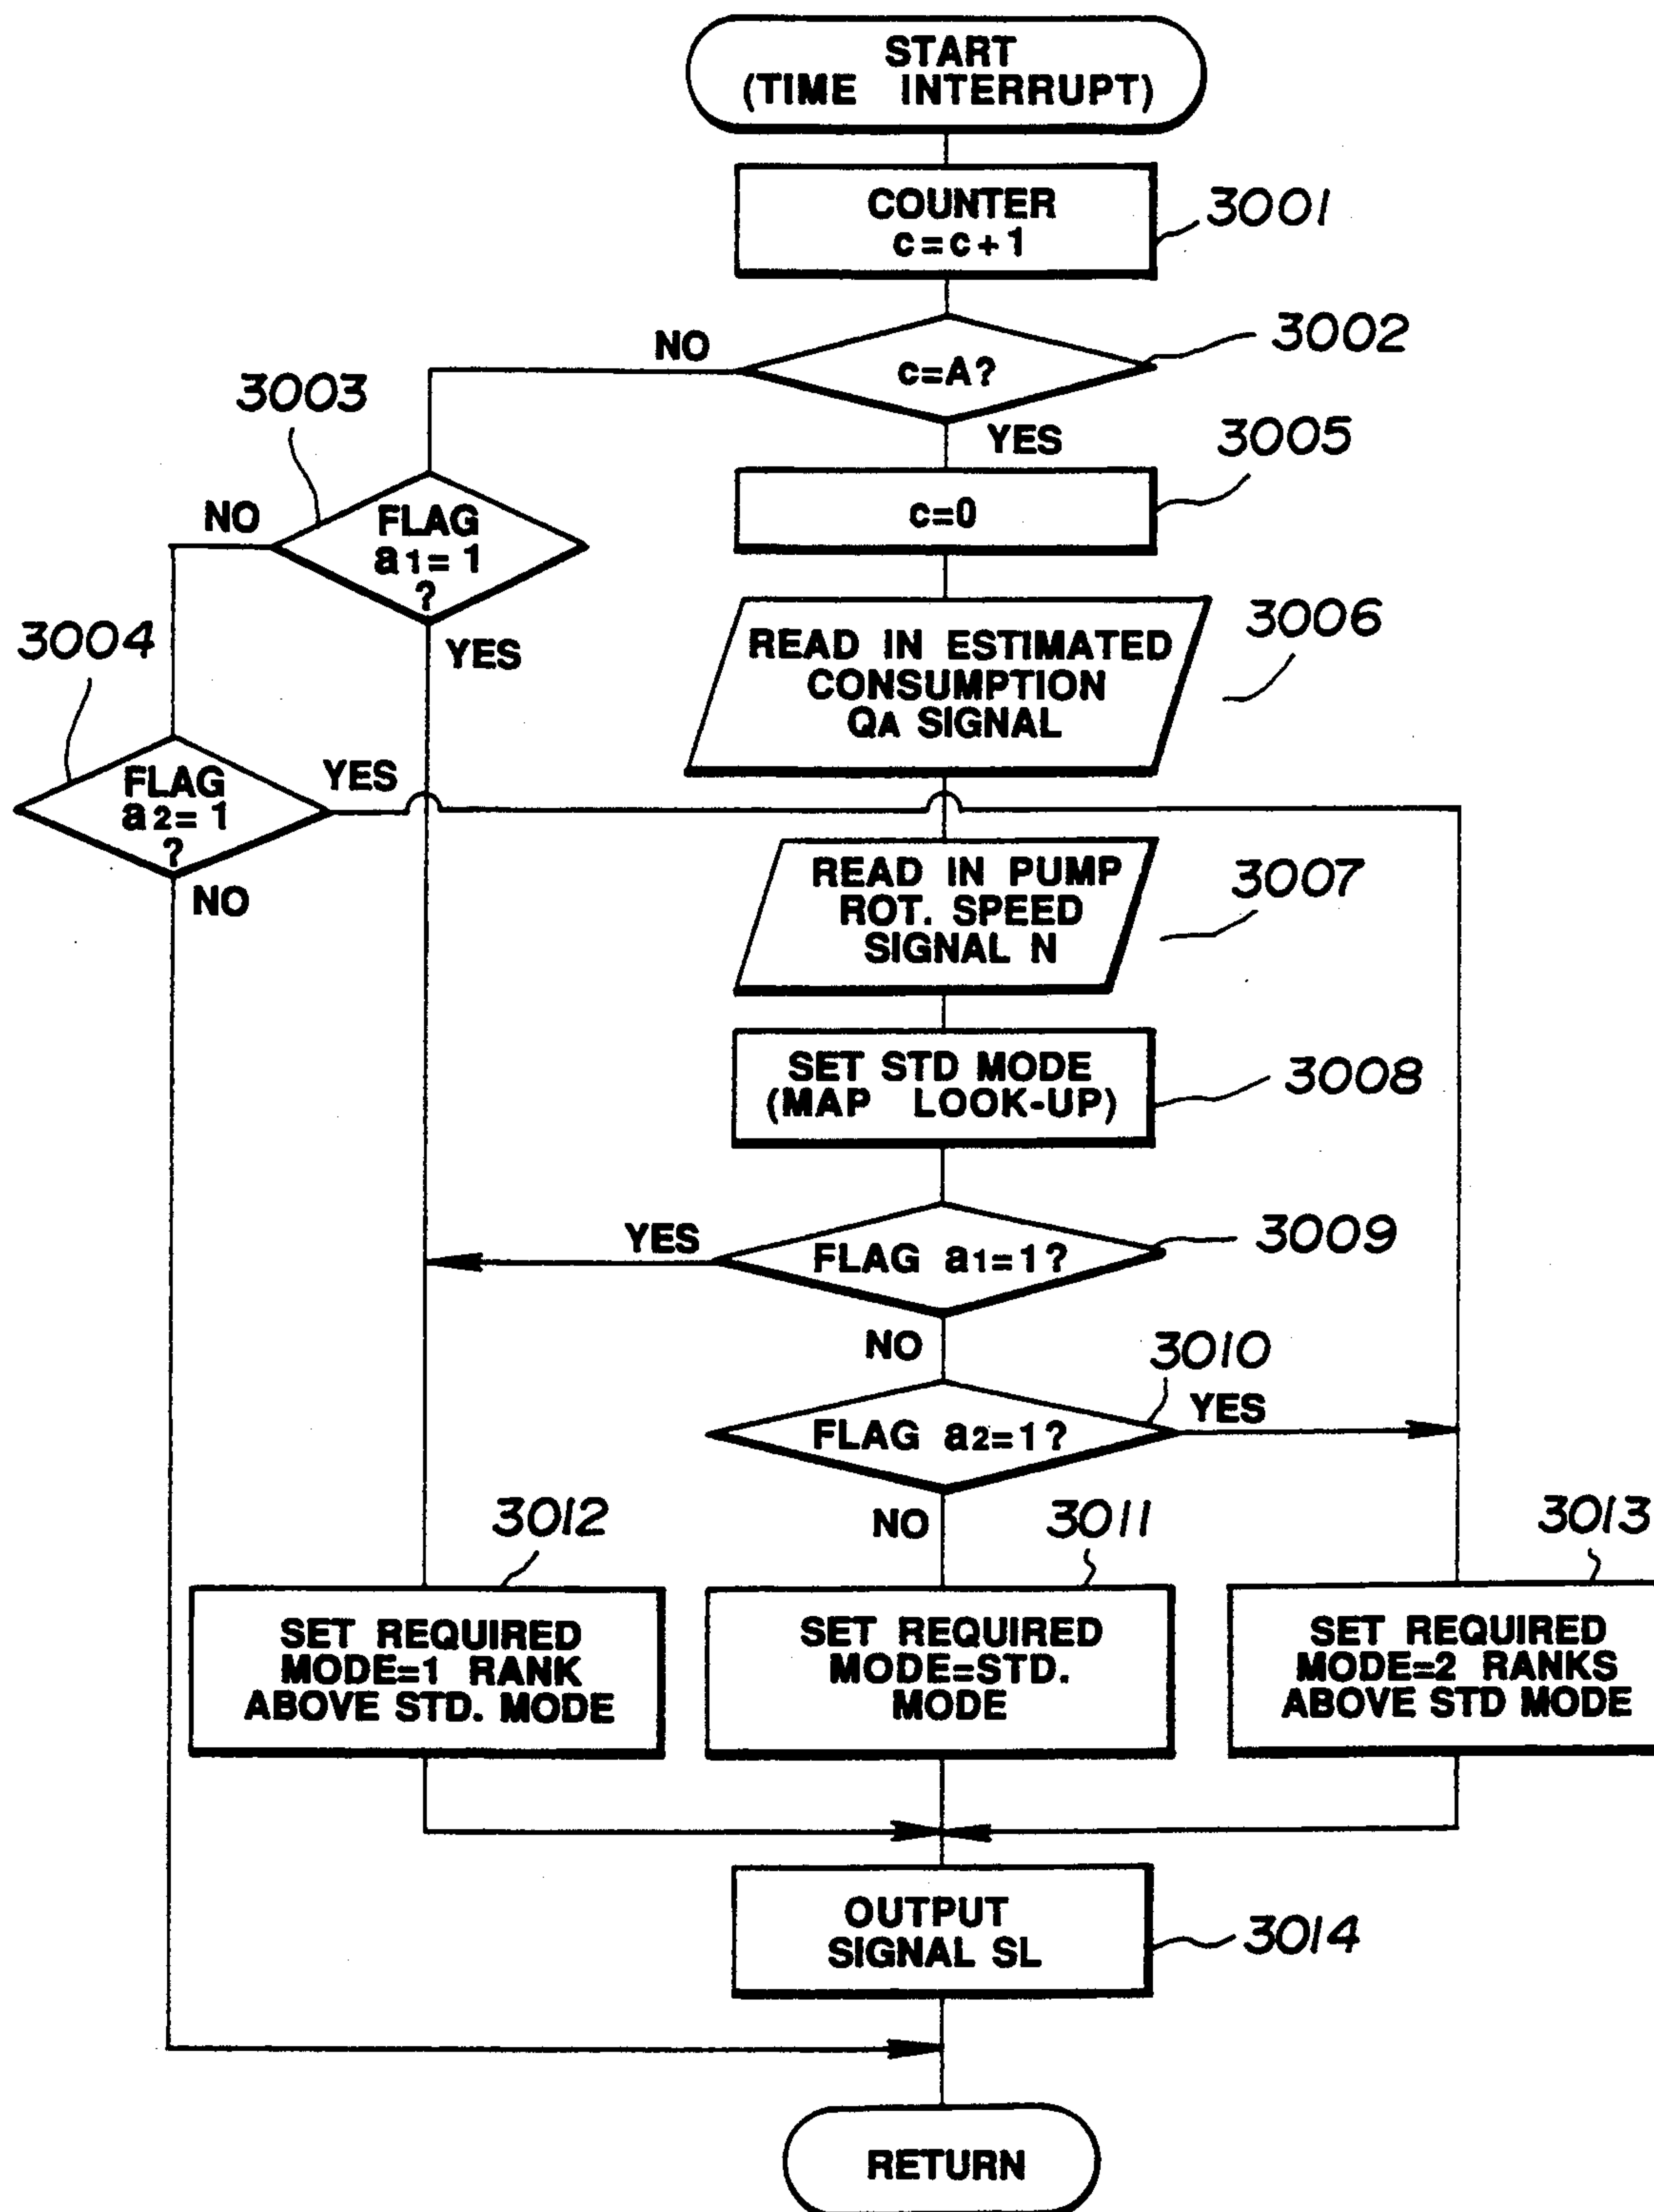 START
(TIME INTERRUPT)
COUNTER
c=c+1
3001
c=A?
3002
NO
YES
3003
FLAG
a1=1
?
NO
YES
3005
c=0
3004
FLAG
a2=1
?
YES
NO
READ IN ESTIMATED
CONSUMPTION
QA SIGNAL
3006
READ IN PUMP
ROT. SPEED
SIGNAL N
3007
SET STD MODE
(MAP LOOK-UP)
3008
YES
FLAG a1=1?
3009
NO
3010
FLAG a2=1?
YES
NO
3012
3011
3013
SET REQUIRED
MODE=1 RANK
ABOVE STD. MODE
SET REQUIRED
MODE=STD.
MODE
SET REQUIRED
MODE=2 RANKS
ABOVE STD MODE
OUTPUT
SIGNAL SL
3014
RETURN